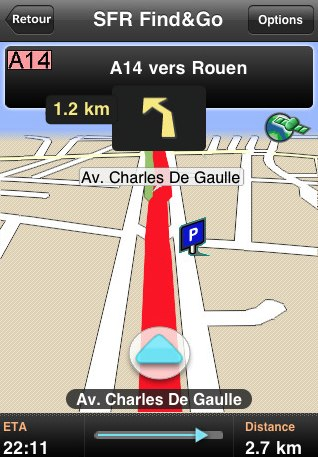 Retour
SFR Find&Go
Options
A14
A14 vers Rouen
1.2 km
Av. Charles De Gaulle
P
Av. Charles De Gaulle
ETA
22:11
Distance
2.7 km